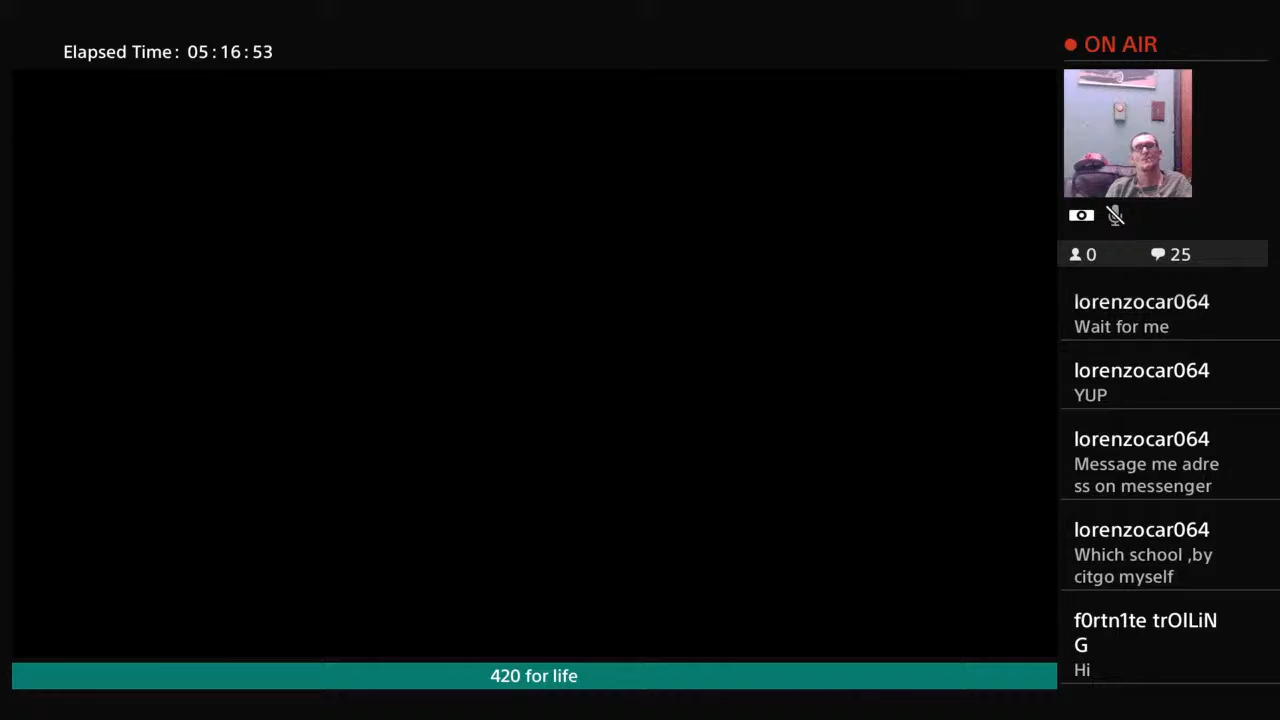 Elapsed Time: 05:16:53
ON AIR
0 25
lorenzocar064
Wait for me
lorenzocar064
YUP
lorenzocar064
Message me adre
ss on messenger
lorenzocar064
Which school ,by
citgo myself
f0rtn1te trOlLiN
G
Hi
420 for life